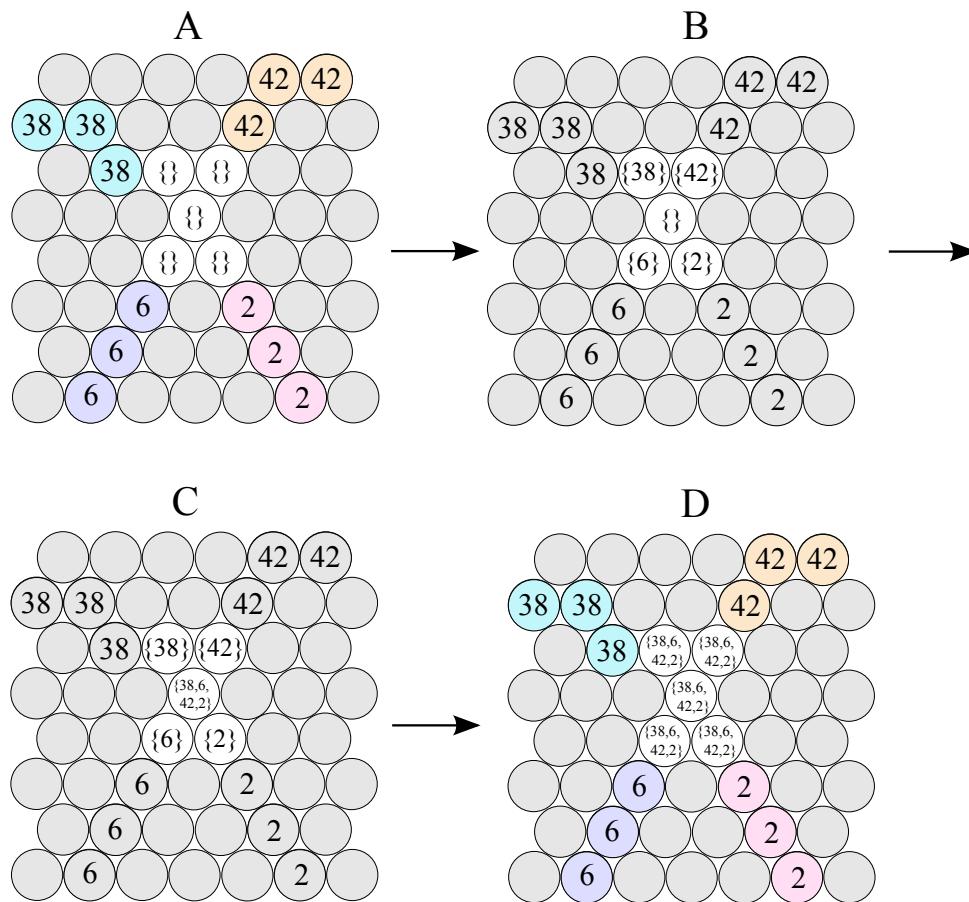 A
42 42
38 38 42
38 {} {}
{}
{} {}
6 2
6 2
6 2
B
42 42
38 38 42
38 {38} {42}
{}
{6} {2}
6 2
6 2
6 2
C
42 42
38 38 42
38 {38} {42}
{38,6,
42,2}
{6} {2}
6 2
6 2
6 2
D
42 42
38 38 42
38 {38,6, {38,6,
42,2} 42,2}
{38,6,
42,2}
{38,6, {38,6,
42,2} 42,2}
6 2
6 2
6 2